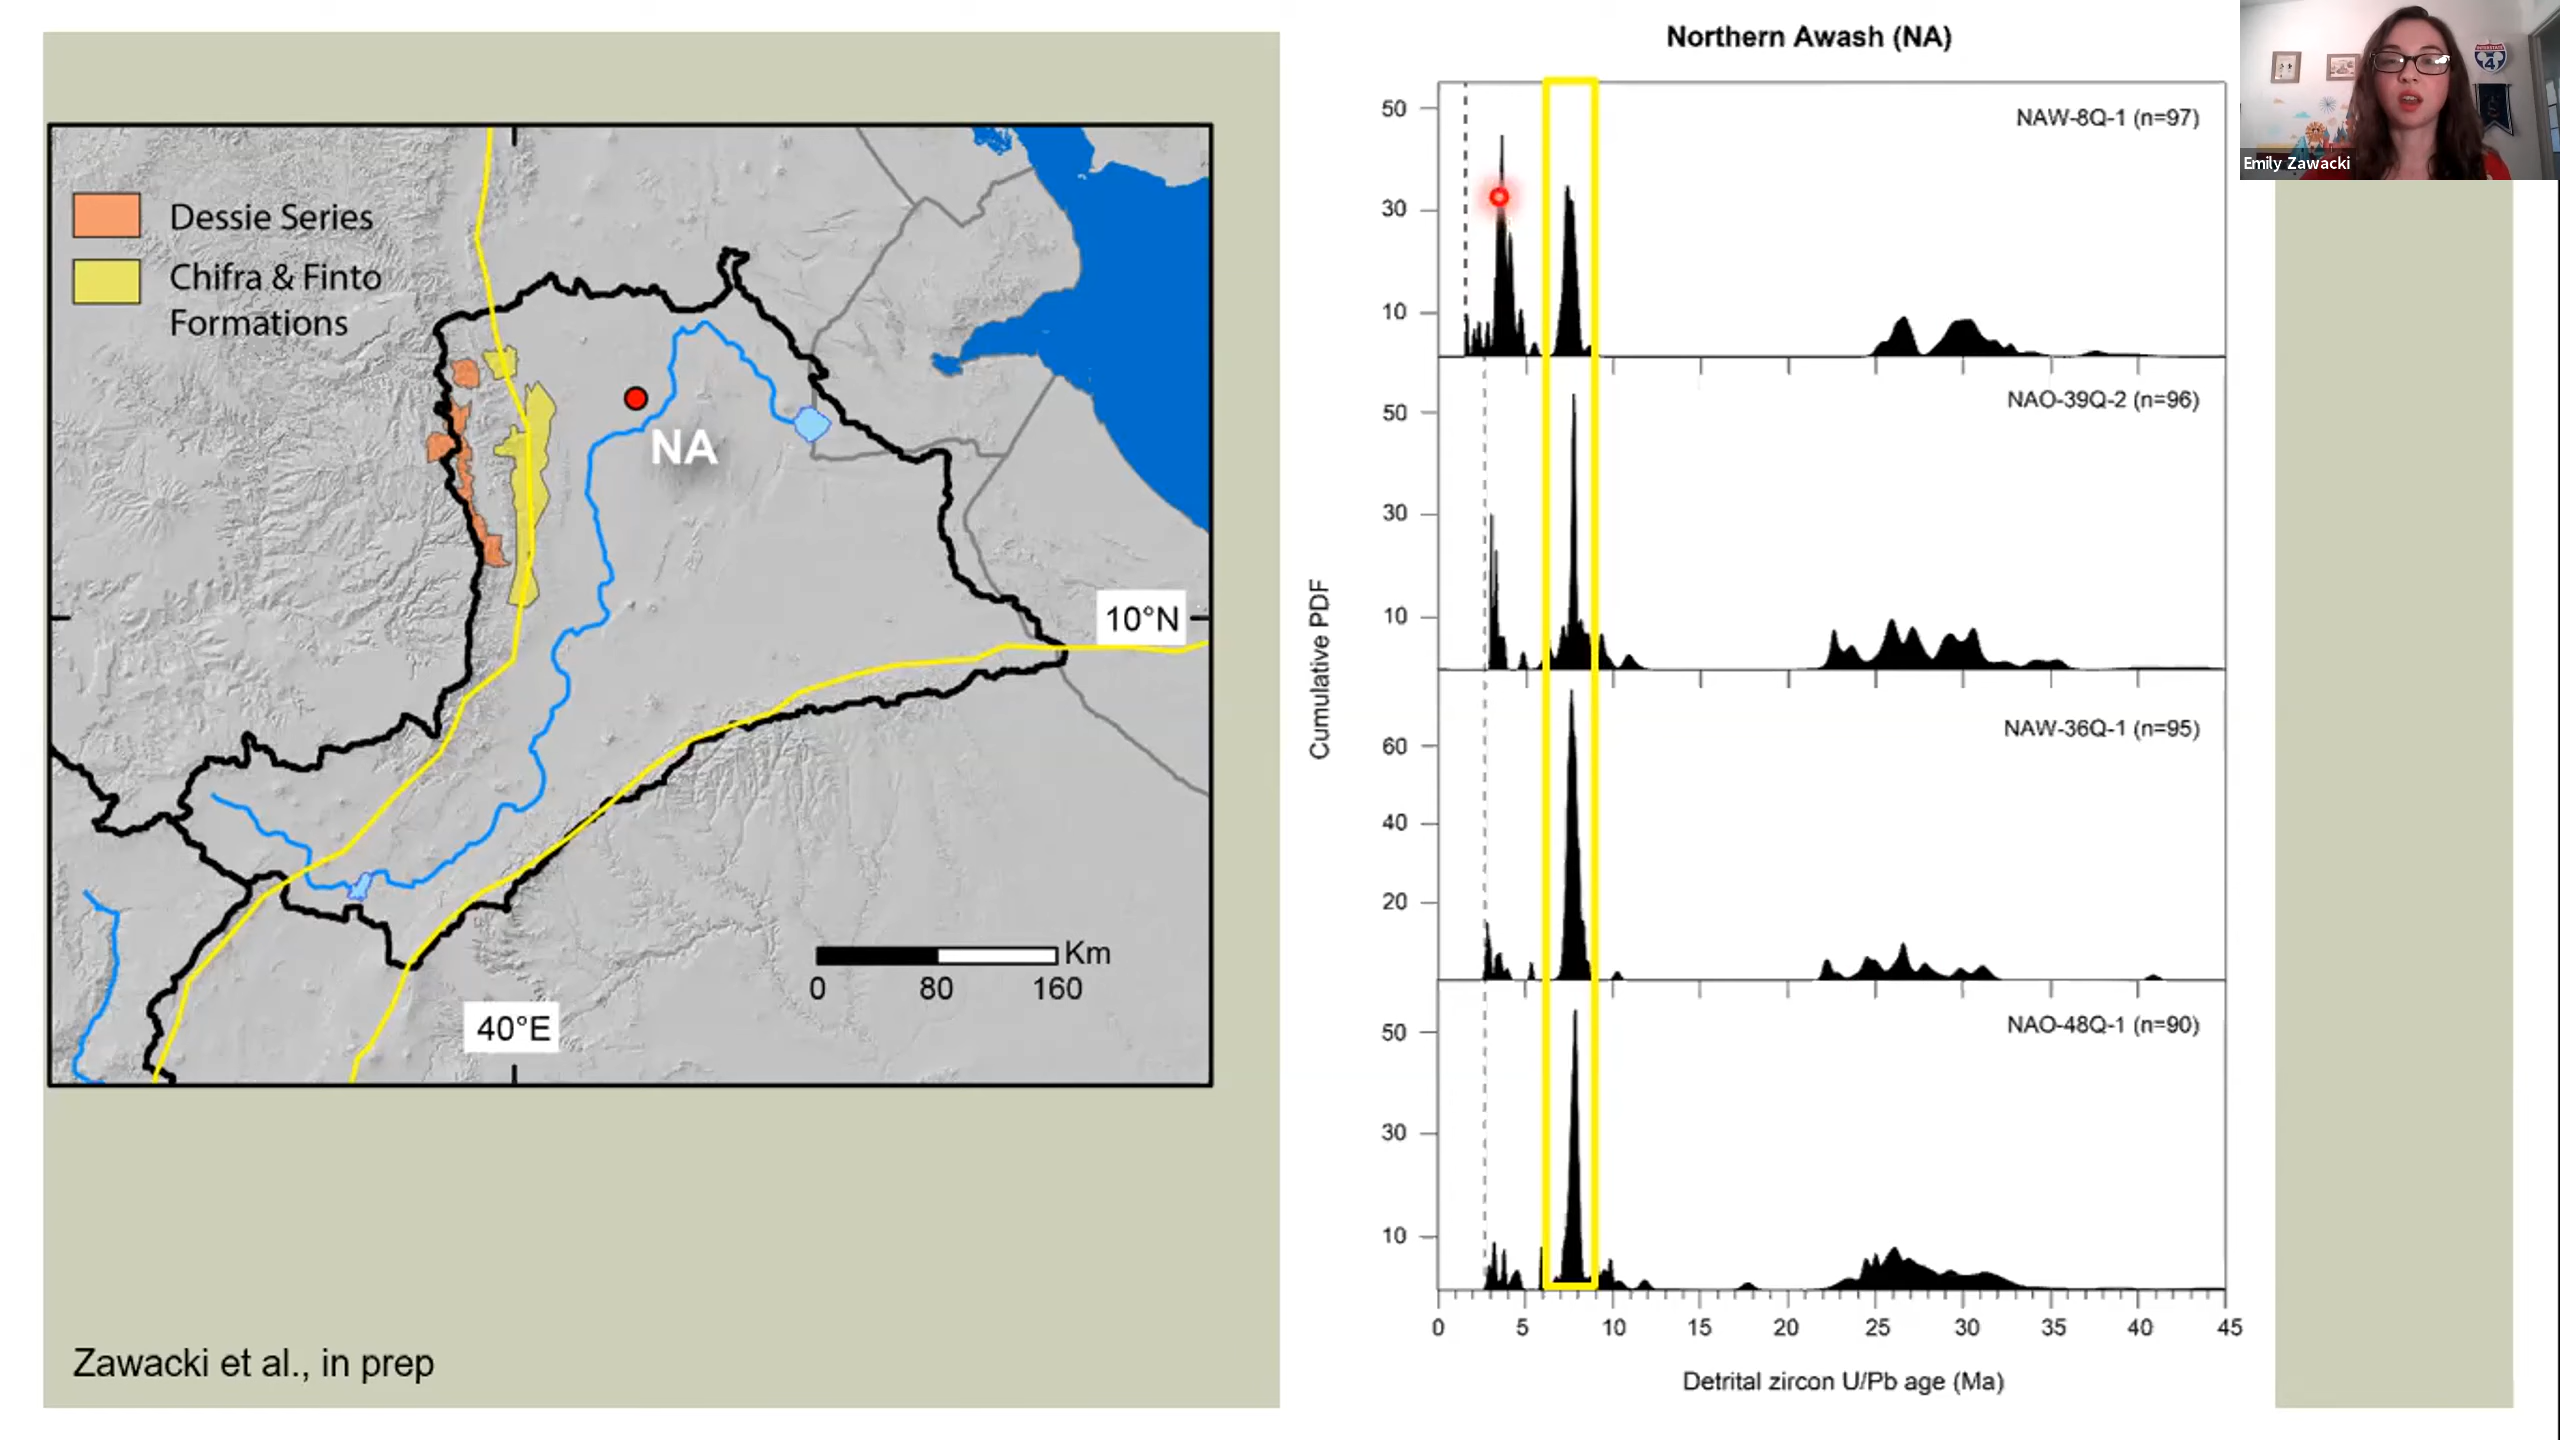 Dessie Series
Chifra & Finto
Formations
NA
10°N
Km
0 80 160
40°E
Zawacki et al., in prep
Northern Awash (NA)
50
30
10
NAW-8Q-1 (n=97)
50
30
10
NAO-39Q-2 (n=96)
60
40
20
NAW-36Q-1 (n=95)
50
30
10
NAO-48Q-1 (n=90)
Cumulative PDF
0 5 10 15 20 25 30 35 40 45
Detrital zircon U/Pb age (Ma)
INTERSTATE
4
Emily Zawacki